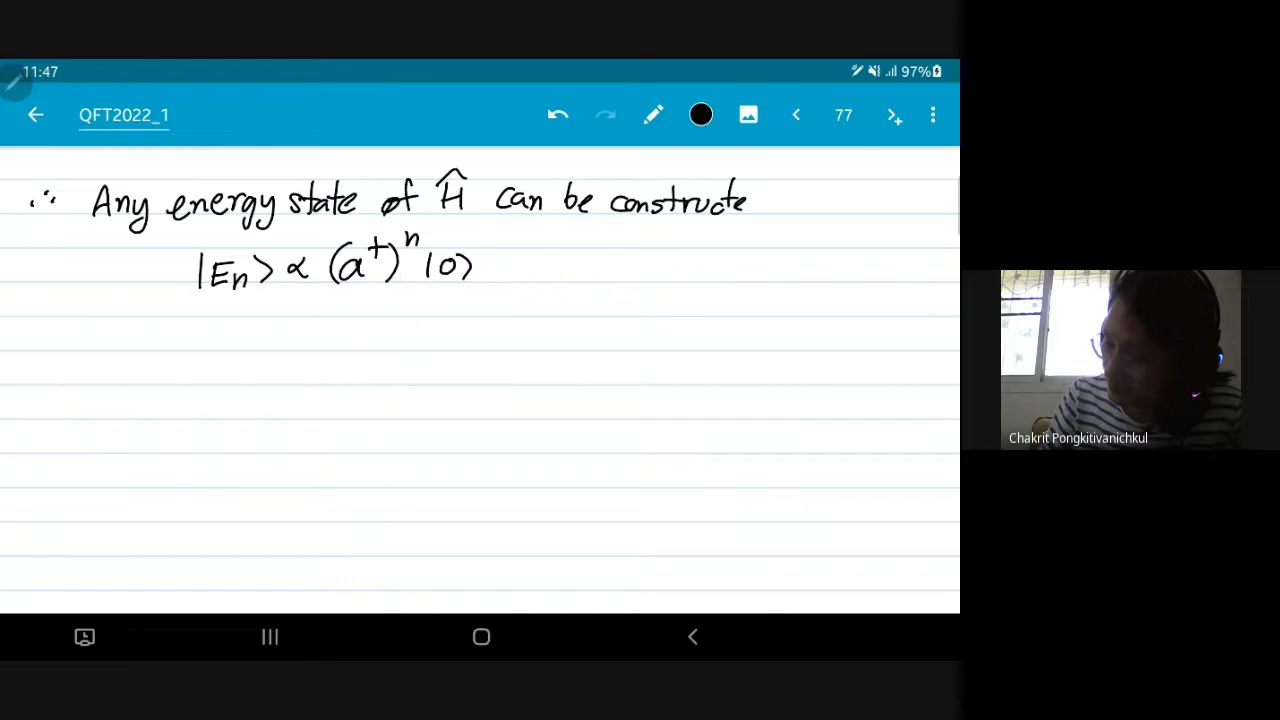 11:47
97%
QFT2022_1
77
∴ Any energy state of Ĥ can be constructe
|Eₙ> ∝ (a†)ⁿ |0>
Chakrit Pongkitivanichkul